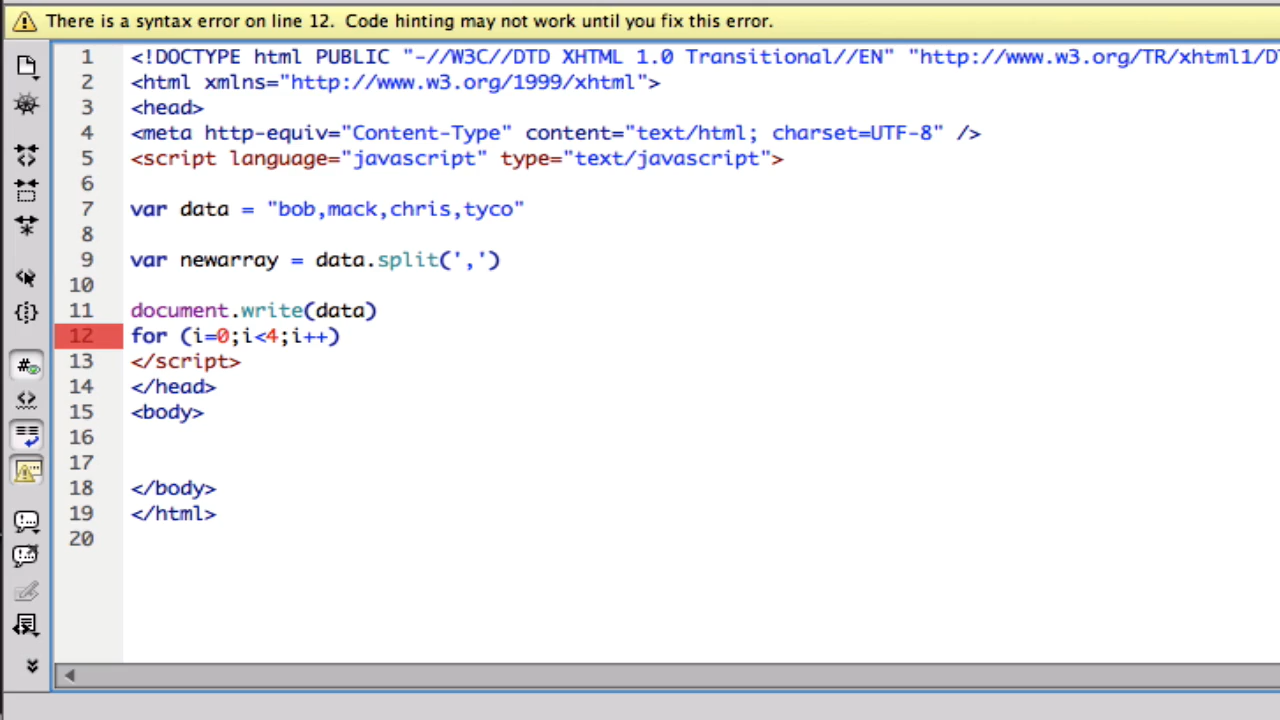 There is a syntax error on line 12. Code hinting may not work until you fix this error.
1 <!DOCTYPE html PUBLIC "-//W3C//DTD XHTML 1.0 Transitional//EN" "http://www.w3.org/TR/xhtml1/D
2 <html xmlns="http://www.w3.org/1999/xhtml">
3 <head>
4 <meta http-equiv="Content-Type" content="text/html; charset=UTF-8" />
5 <script language="javascript" type="text/javascript">
6
7 var data = "bob,mack,chris,tyco"
8
9 var newarray = data.split(',')
10
11 document.write(data)
12 for (i=0;i<4;i++)
13 </script>
14 </head>
15 <body>
16
17
18 </body>
19 </html>
20